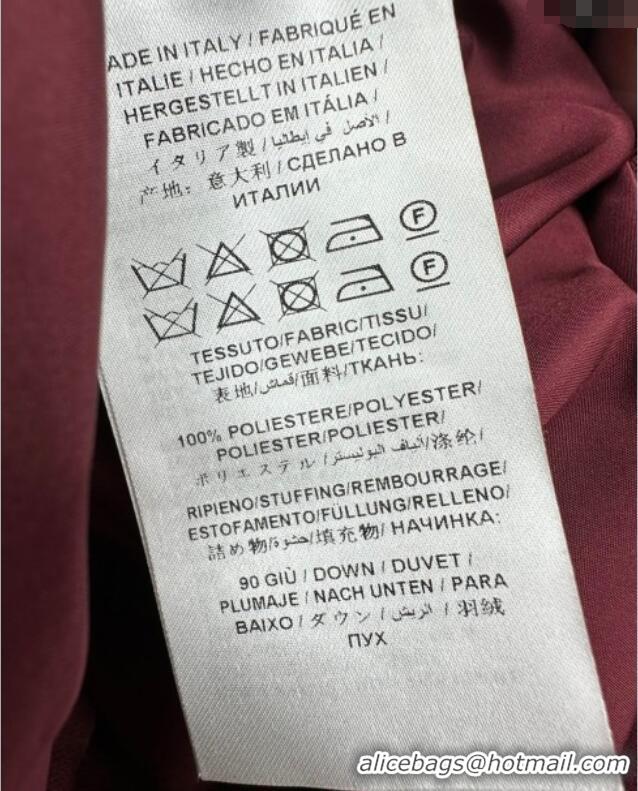 ADE IN ITALY / FABRIQUÉ EN
ITALIE / HECHO EN ITALIA /
HERGESTELLT IN ITALIEN /
FABRICADO EM ITÁLIA /
イタリア製 / الأصل في إيطاليا /
产地: 意大利 / СДЕЛАНО В
ИТАЛИИ
F
F
TESSUTO/FABRIC/TISSU/
TEJIDO/GEWEBE/TECIDO/
表地/قماش/面料/ТКАНЬ:
100% POLIESTERE/POLYESTER/
POLIESTER/POLIESTER/
ポリエステル/ألياف البوليستر/涤纶/
RIPIENO/STUFFING/REMBOURRAGE/
ESTOFAMENTO/FÜLLUNG/RELLENO/
詰め物/حشوة/填充物/ НАЧИНКА:
90 GIÙ / DOWN / DUVET /
PLUMAJE / NACH UNTEN / PARA
BAIXO / ダウン / الريش / 羽绒
ПУХ
alicebags@hotmail.com